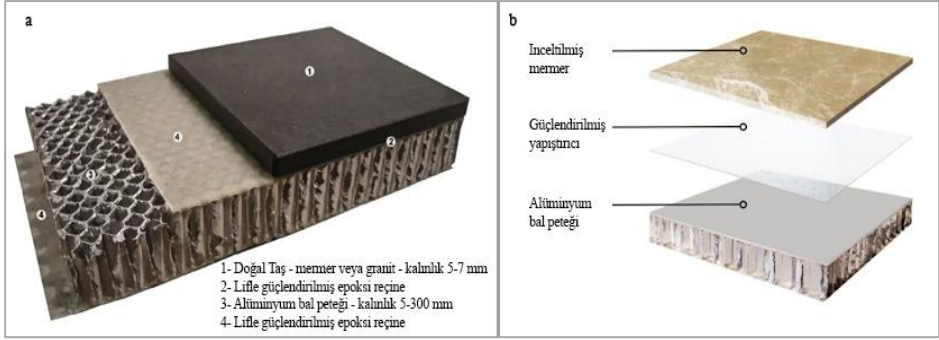 a
1
4
2
3
4
1- Doğal Taş - mermer veya granit - kalınlık 5-7 mm
2- Lifle güçlendirilmiş epoksi reçine
3- Alüminyum bal peteği - kalınlık 5-300 mm
4- Lifle güçlendirilmiş epoksi reçine
b
İnceltilmiş
mermer
Güçlendirilmiş
yapıştırıcı
Alüminyum
bal peteği